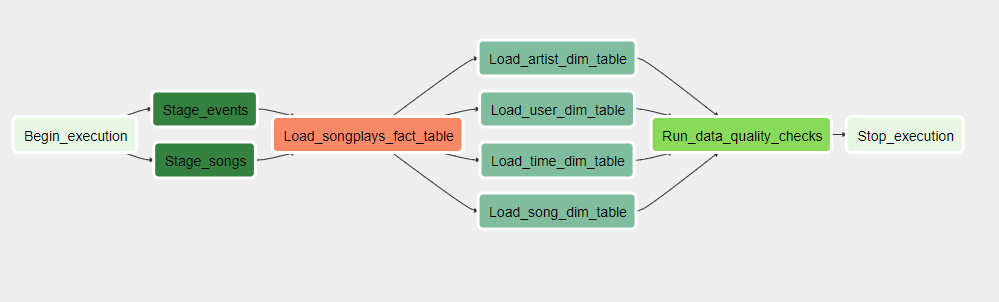 Begin_execution
Stage_events
Stage_songs
Load_songplays_fact_table
Load_artist_dim_table
Load_user_dim_table
Load_time_dim_table
Load_song_dim_table
Run_data_quality_checks
Stop_execution